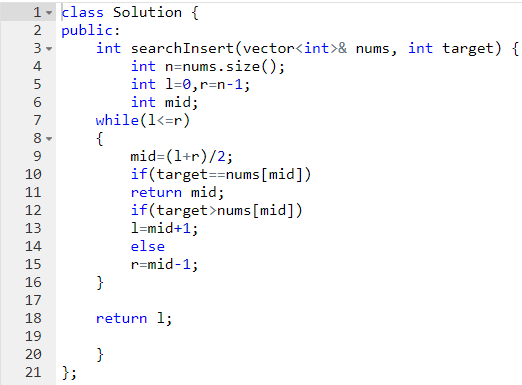 1 class Solution {
2 public:
3     int searchInsert(vector<int>& nums, int target) {
4         int n=nums.size();
5         int l=0,r=n-1;
6         int mid;
7     while(l<=r)
8     {
9         mid=(l+r)/2;
10         if(target==nums[mid])
11         return mid;
12         if(target>nums[mid])
13         l=mid+1;
14         else
15         r=mid-1;
16     }
17
18     return l;
19
20     }
21 };